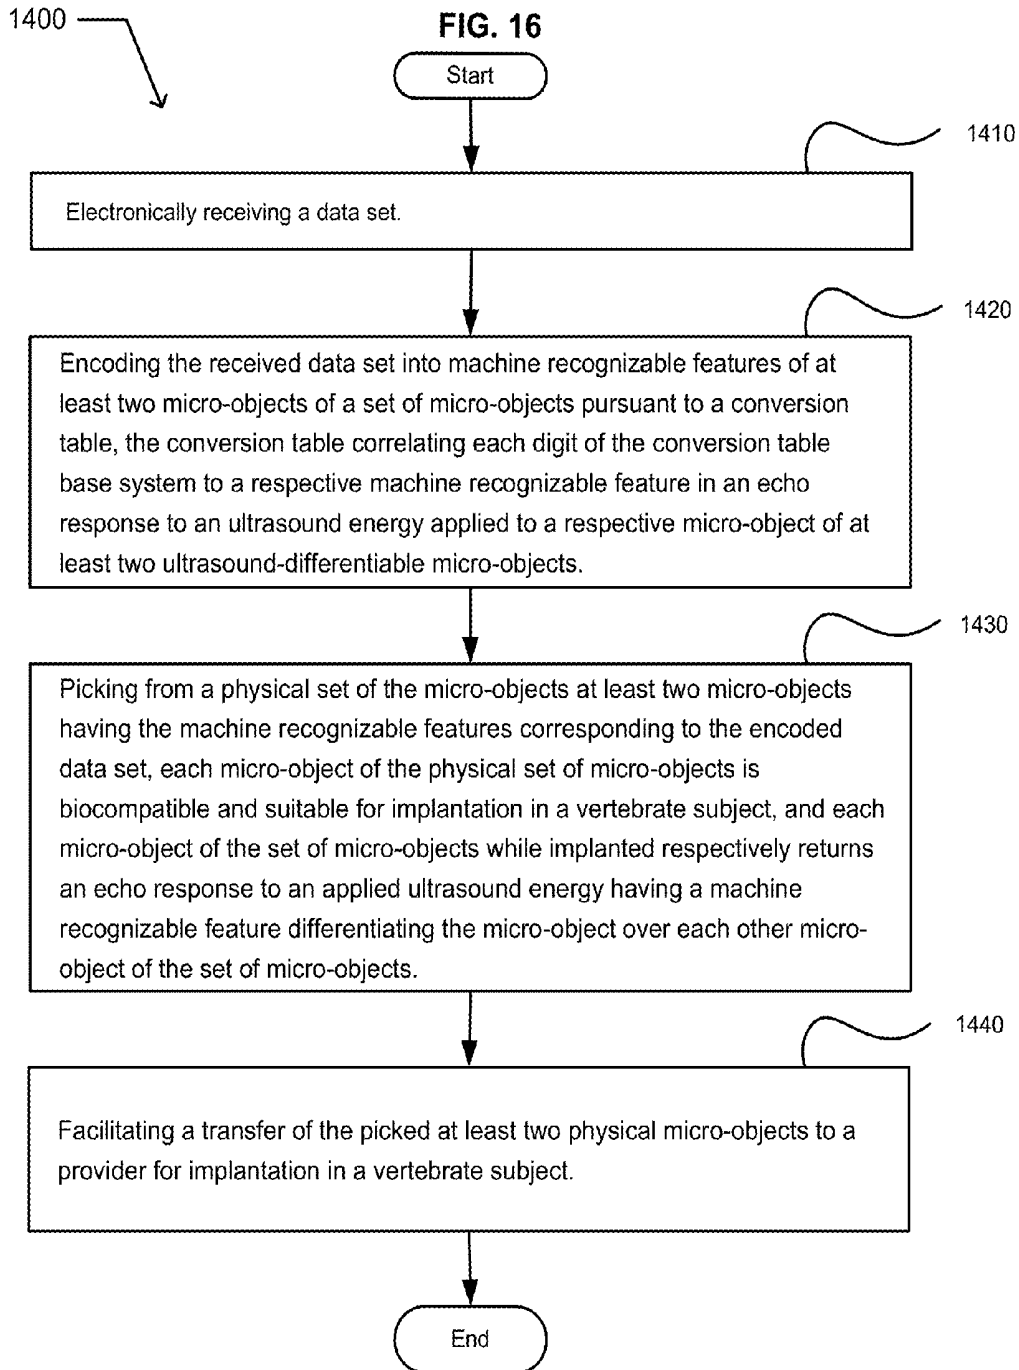 1400
FIG. 16
Start
1410
Electronically receiving a data set.
1420
Encoding the received data set into machine recognizable features of at
least two micro-objects of a set of micro-objects pursuant to a conversion
table, the conversion table correlating each digit of the conversion table
base system to a respective machine recognizable feature in an echo
response to an ultrasound energy applied to a respective micro-object of at
least two ultrasound-differentiable micro-objects.
1430
Picking from a physical set of the micro-objects at least two micro-objects
having the machine recognizable features corresponding to the encoded
data set, each micro-object of the physical set of micro-objects is
biocompatible and suitable for implantation in a vertebrate subject, and each
micro-object of the set of micro-objects while implanted respectively returns
an echo response to an applied ultrasound energy having a machine
recognizable feature differentiating the micro-object over each other micro-
object of the set of micro-objects.
1440
Facilitating a transfer of the picked at least two physical micro-objects to a
provider for implantation in a vertebrate subject.
End